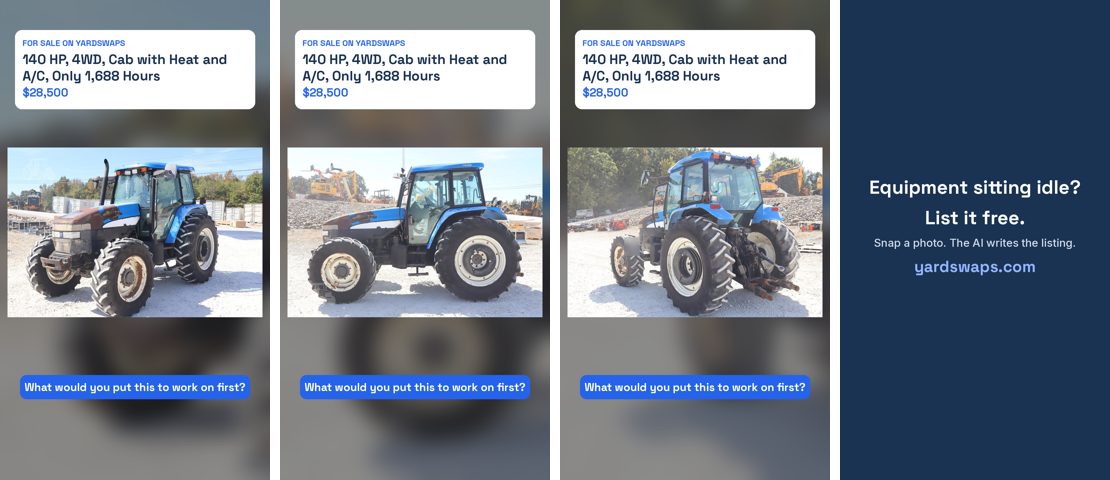 FOR SALE ON YARDSWAPS
140 HP, 4WD, Cab with Heat and
A/C, Only 1,688 Hours
$28,500
What would you put this to work on first?
FOR SALE ON YARDSWAPS
140 HP, 4WD, Cab with Heat and
A/C, Only 1,688 Hours
$28,500
What would you put this to work on first?
FOR SALE ON YARDSWAPS
140 HP, 4WD, Cab with Heat and
A/C, Only 1,688 Hours
$28,500
What would you put this to work on first?
Equipment sitting idle?
List it free.
Snap a photo. The AI writes the listing.
yardswaps.com